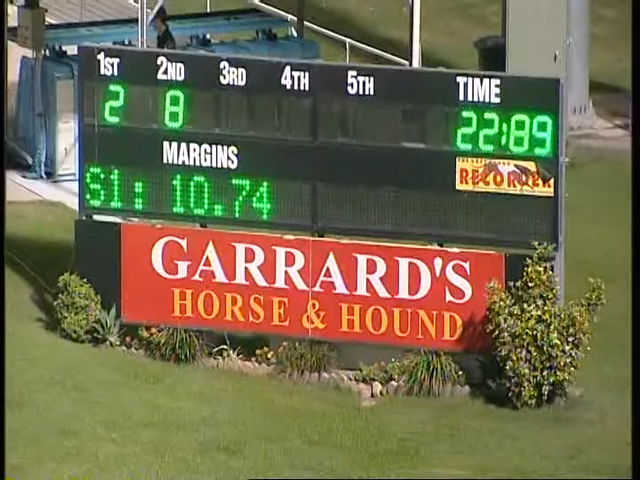 1ST 2ND 3RD 4TH 5TH TIME
2 8 22:89
MARGINS
RECORDER
S1: 10.74
GARRARD'S
HORSE & HOUND